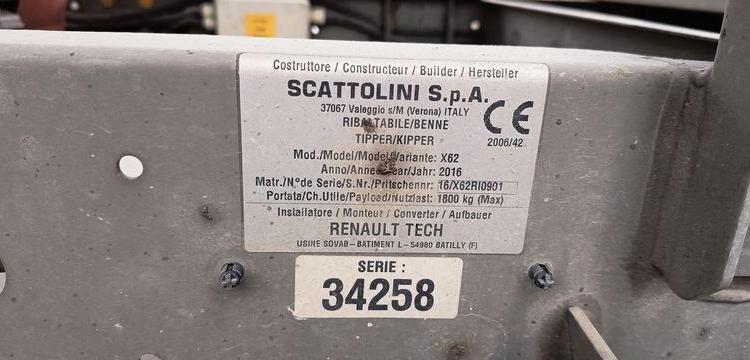 Costruttore / Constructeur / Builder / Hersteller
SCATTOLINI S.p.A.
37067 Valeggio s/M (Verona) ITALY
CE
RIBALTABILE/BENNE
TIPPER/KIPPER
2006/42
Mod./Model/Model/Variante: X62
Anno/Annee/Year/Jahr: 2016
Matr./N.ºde Serie/S.Nr./Pritschennr: 16/X62RI0901
Portata/Ch.Utile/Payload/Nutzlast: 1800 kg (Max)
Installatore / Monteur / Converter / Aufbauer
RENAULT TECH
USINE SOVAB- BATIMENT L- 54980 BATILLY (F)
SERIE :
34258